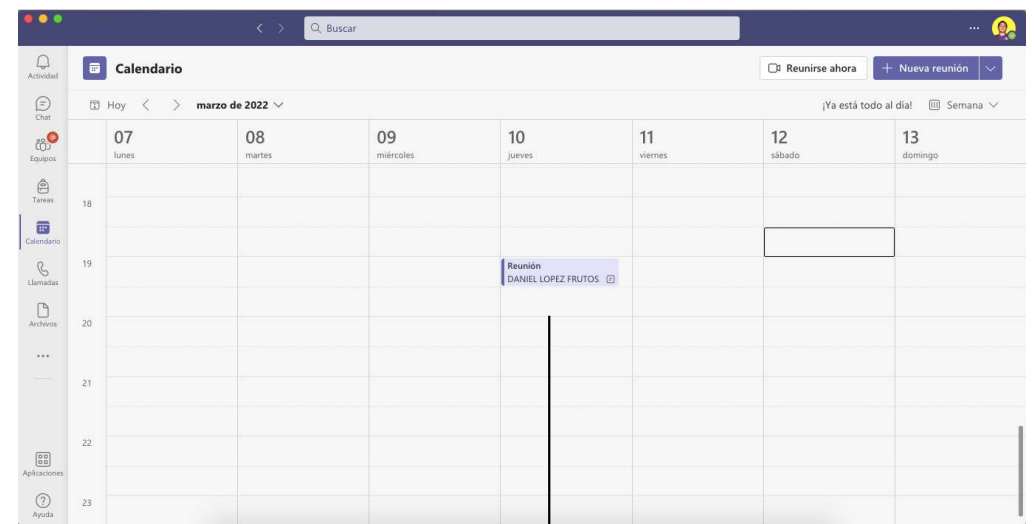 Buscar
Actividad
Chat
Equipos
Tareas
Calendario
Llamadas
Archivos
Aplicaciones
Ayuda
Calendario
Reunirse ahora
+ Nueva reunión
Hoy
marzo de 2022
¡Ya está todo al día!
Semana
07 lunes
08 martes
09 miércoles
10 jueves
11 viernes
12 sábado
13 domingo
18
19
Reunión
DANIEL LOPEZ FRUTOS
20
21
22
23